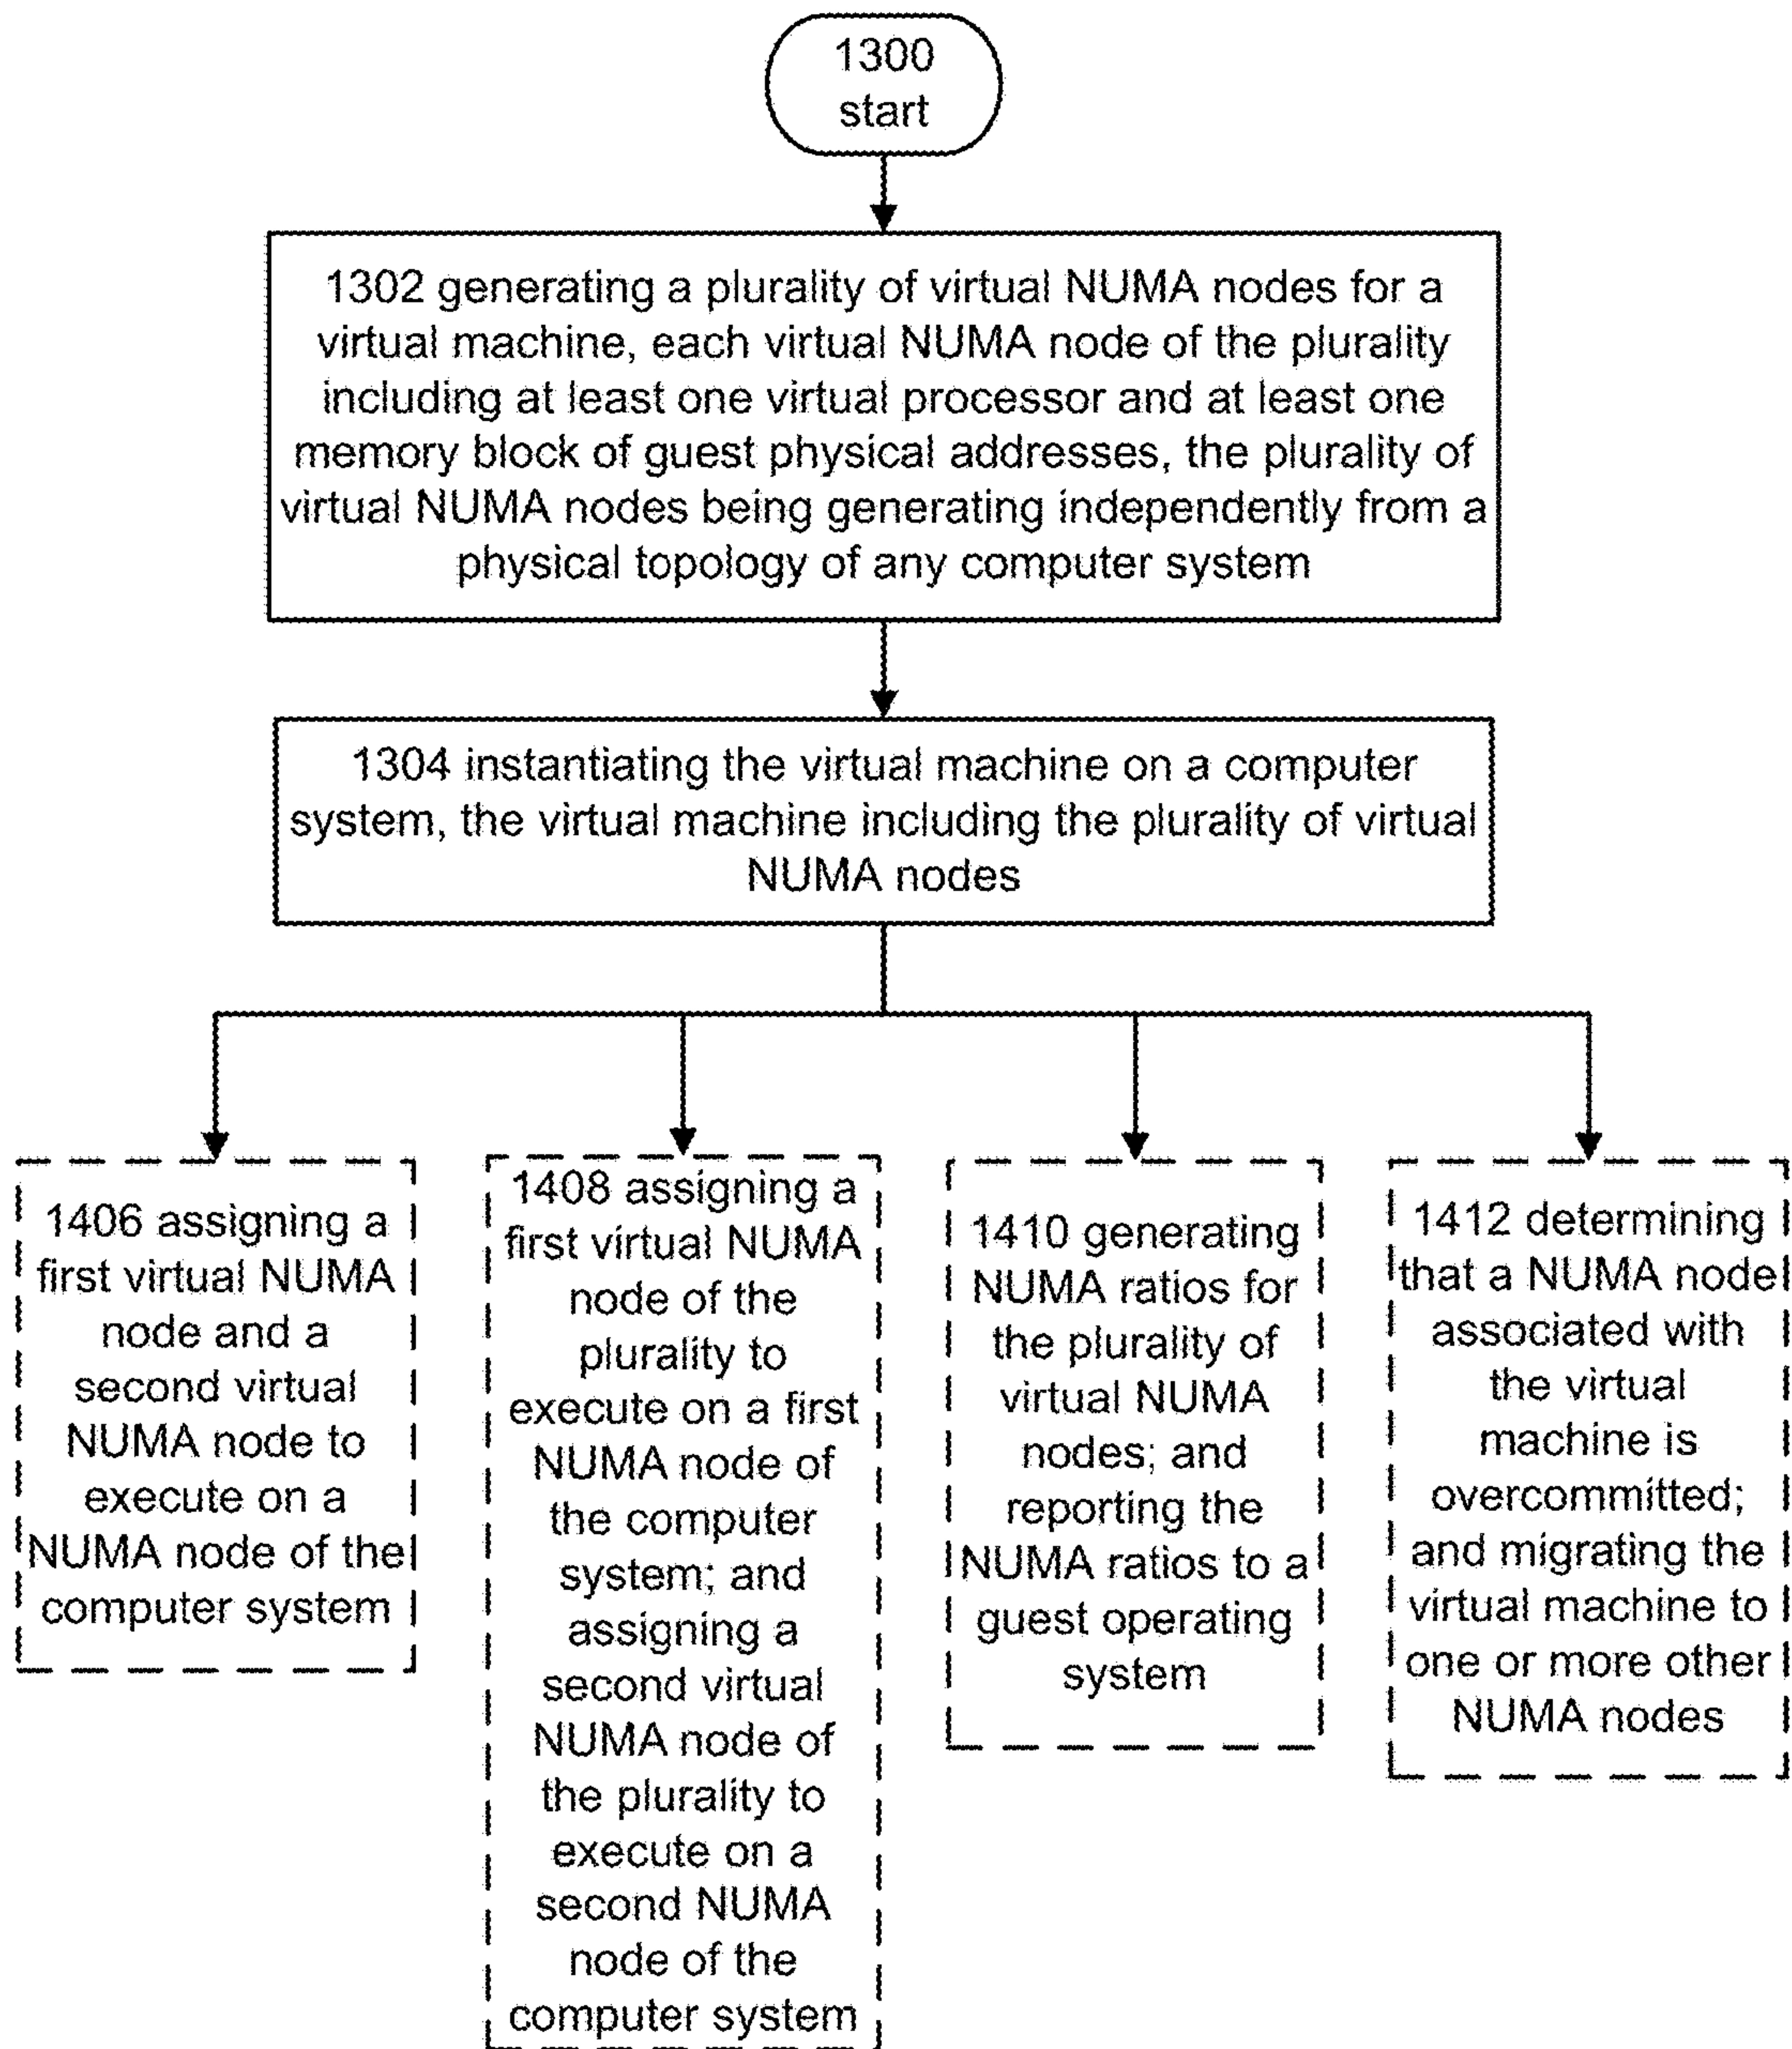 1300
start
1302 generating a plurality of virtual NUMA nodes for a
virtual machine, each virtual NUMA node of the plurality
including at least one virtual processor and at least one
memory block of guest physical addresses, the plurality of
virtual NUMA nodes being generating independently from a
physical topology of any computer system
1304 instantiating the virtual machine on a computer
system, the virtual machine including the plurality of virtual
NUMA nodes
1406 assigning a
first virtual NUMA
node and a
second virtual
NUMA node to
execute on a
NUMA node of the
computer system
1408 assigning a
first virtual NUMA
node of the
plurality to
execute on a first
NUMA node of
the computer
system; and
assigning a
second virtual
NUMA node of
the plurality to
execute on a
second NUMA
node of the
computer system
1410 generating
NUMA ratios for
the plurality of
virtual NUMA
nodes; and
reporting the
NUMA ratios to a
guest operating
system
1412 determining
that a NUMA node
associated with
the virtual
machine is
overcommitted;
and migrating the
virtual machine to
one or more other
NUMA nodes